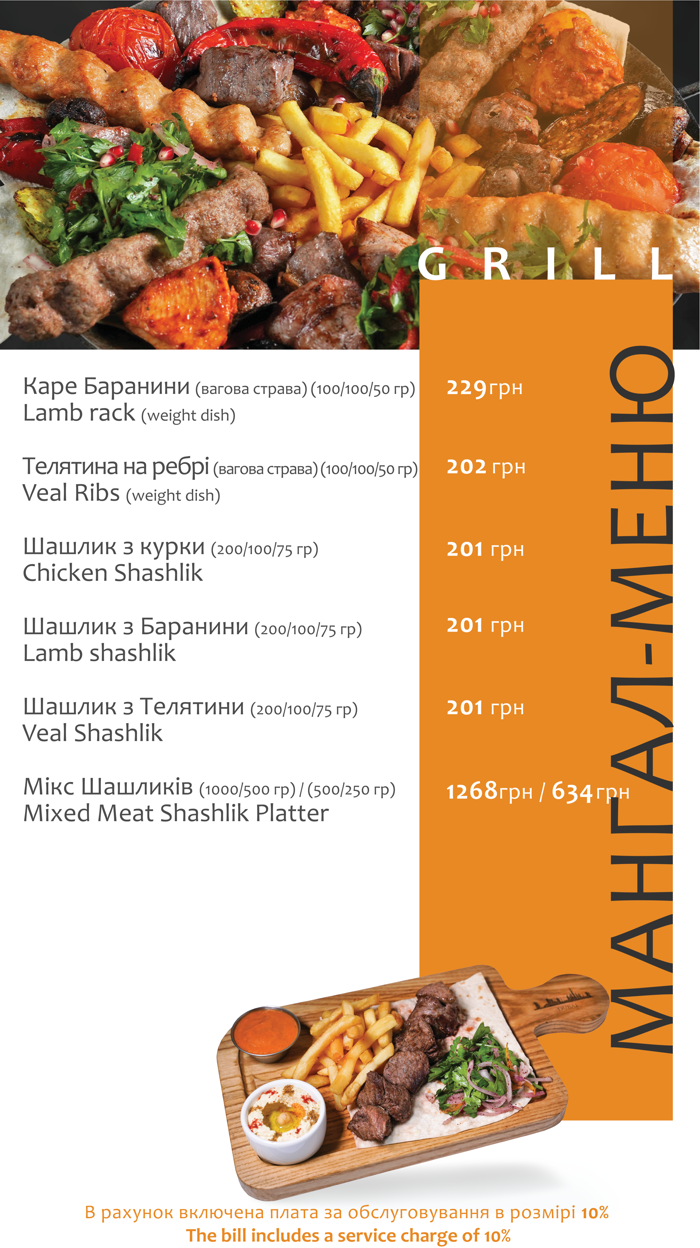 GRILL
МАНГАЛ-МЕНЮ
Каре Баранини (вагова страва) (100/100/50 гр) 229грн
Lamb rack (weight dish)
Телятина на ребрі (вагова страва) (100/100/50 гр) 202 грн
Veal Ribs (weight dish)
Шашлик з курки (200/100/75 гр) 201 грн
Chicken Shashlik
Шашлик з Баранини (200/100/75 гр) 201 грн
Lamb shashlik
Шашлик з Телятини (200/100/75 гр) 201 грн
Veal Shashlik
Мікс Шашликів (1000/500 гр) / (500/250 гр) 1268грн / 634грн
Mixed Meat Shashlik Platter
В рахунок включена плата за обслуговування в розмірі 10%
The bill includes a service charge of 10%